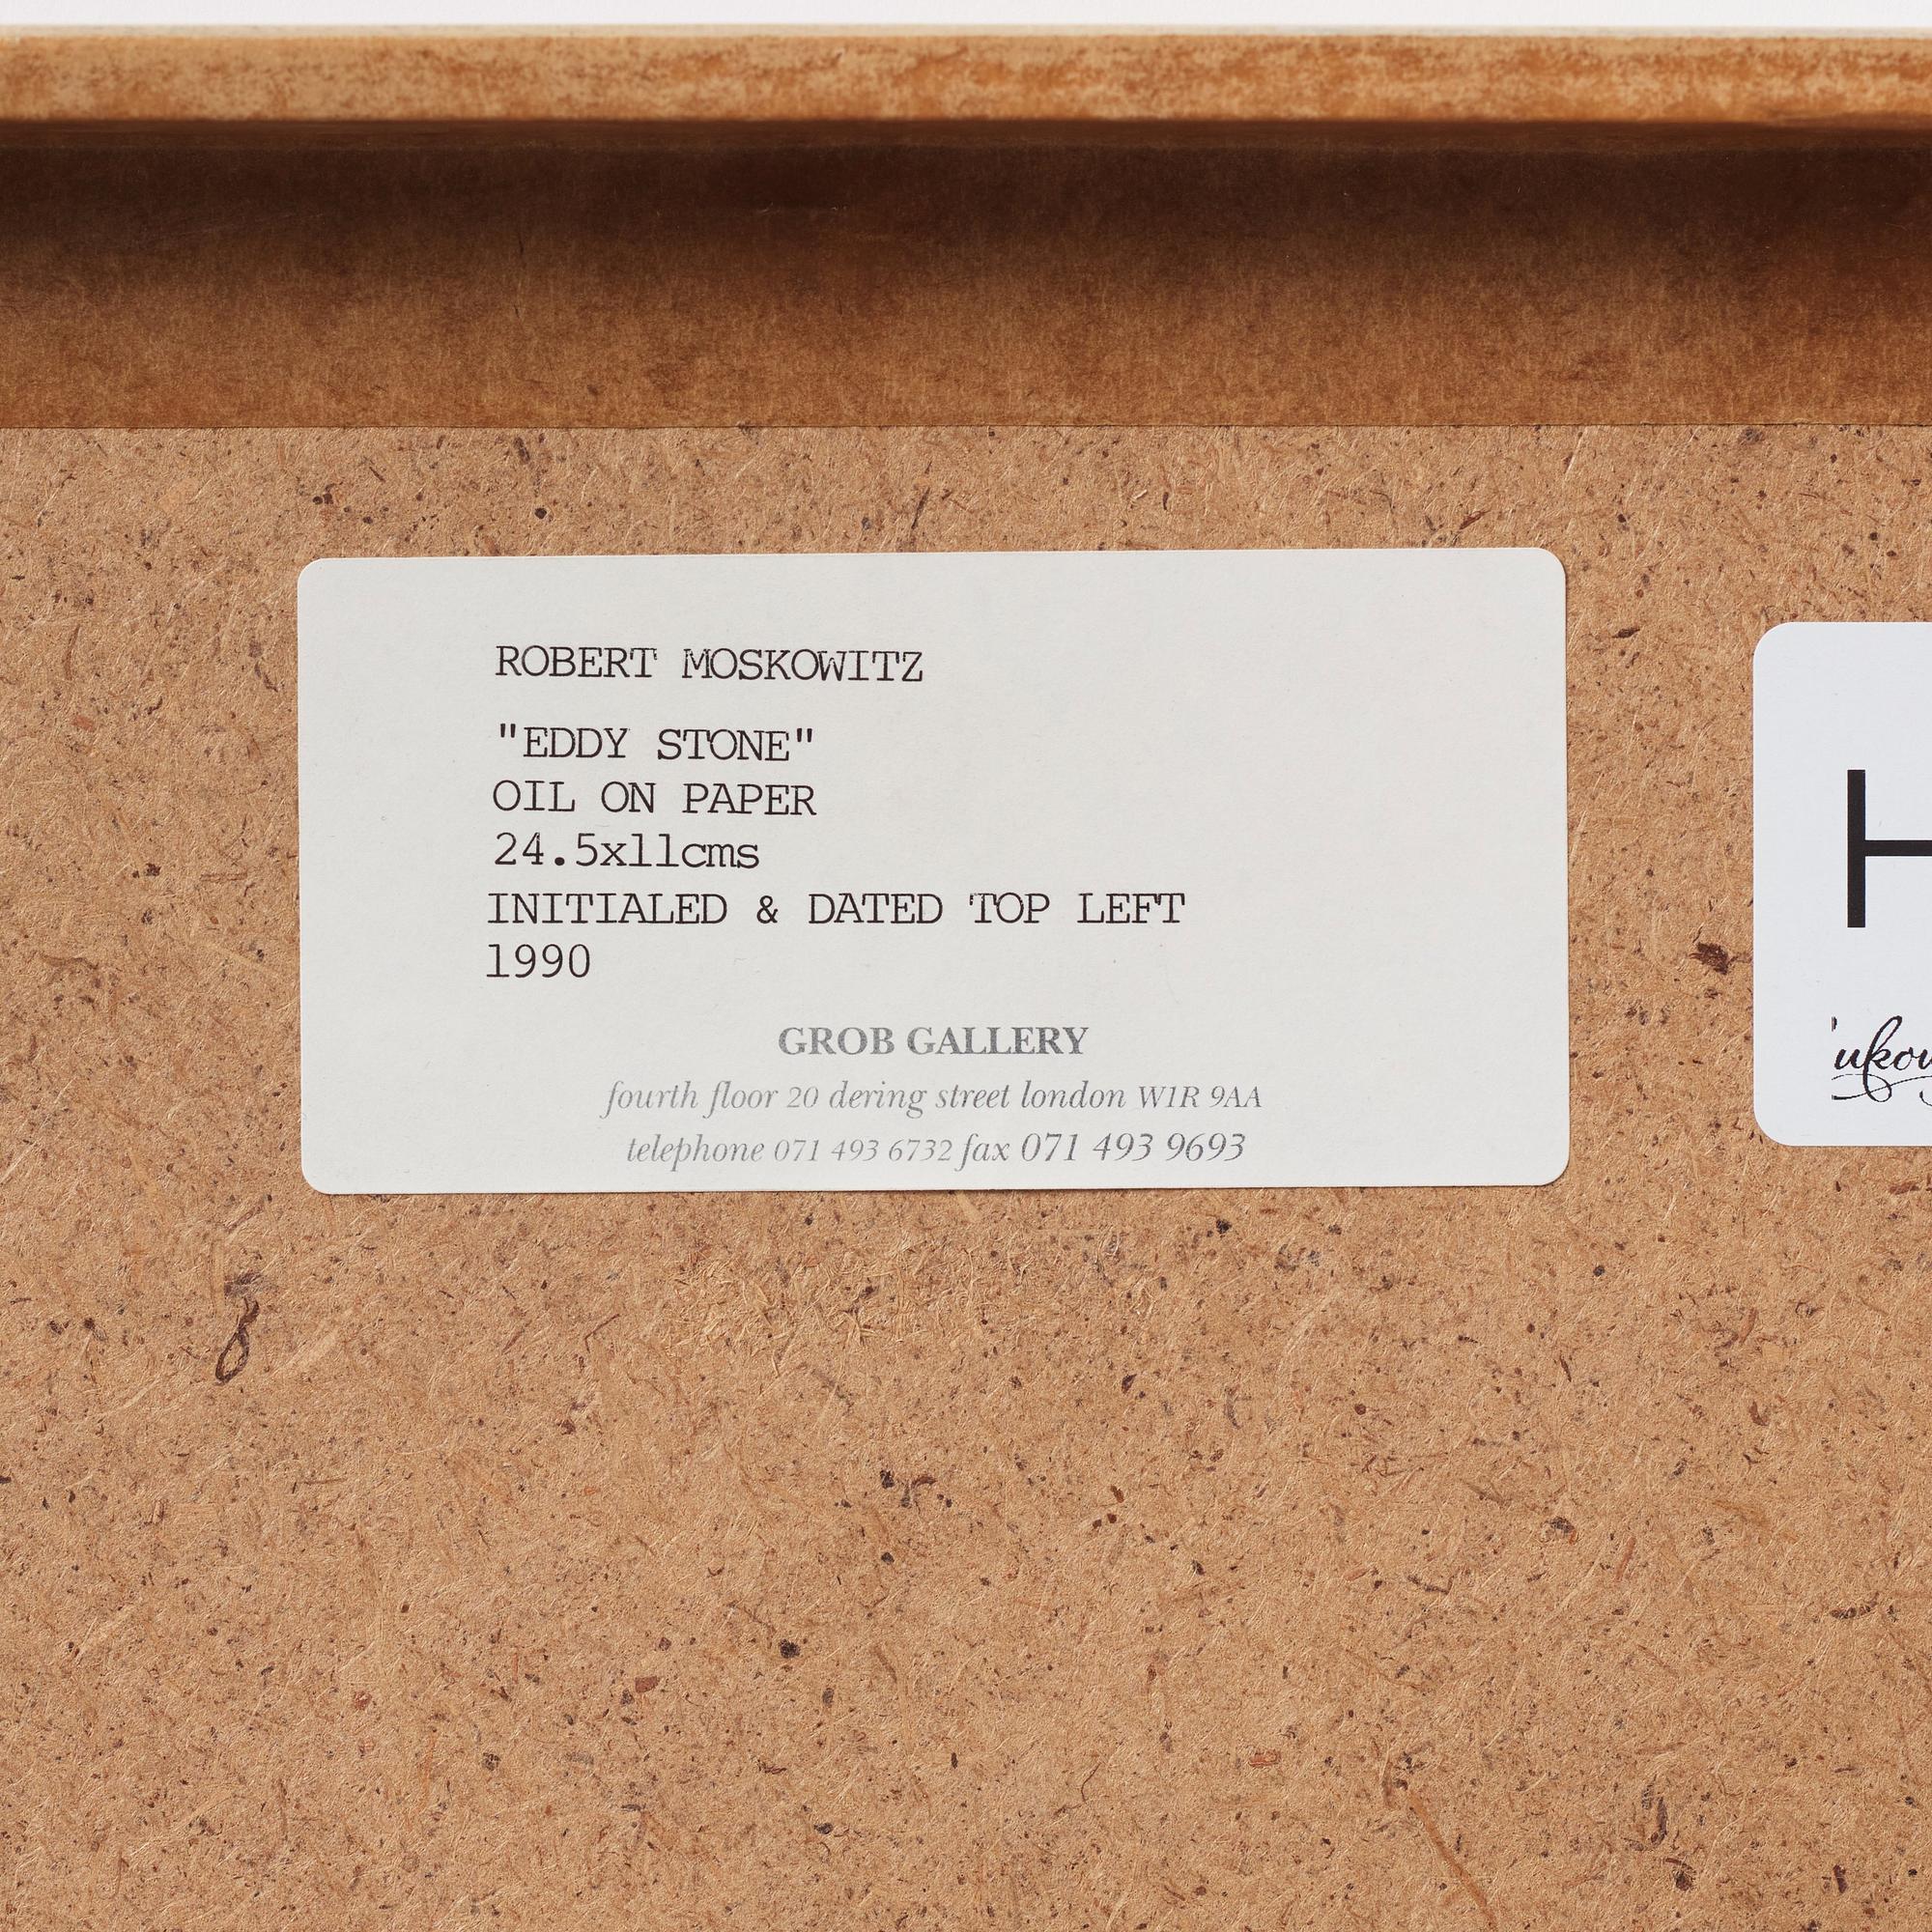 ROBERT MOSKOWITZ
"EDDY STONE"
OIL ON PAPER
24.5x11cms
INITIALED & DATED TOP LEFT
1990
GROB GALLERY
fourth floor 20 dering street london W1R 9AA
telephone 071 493 6732 fax 071 493 9693
H